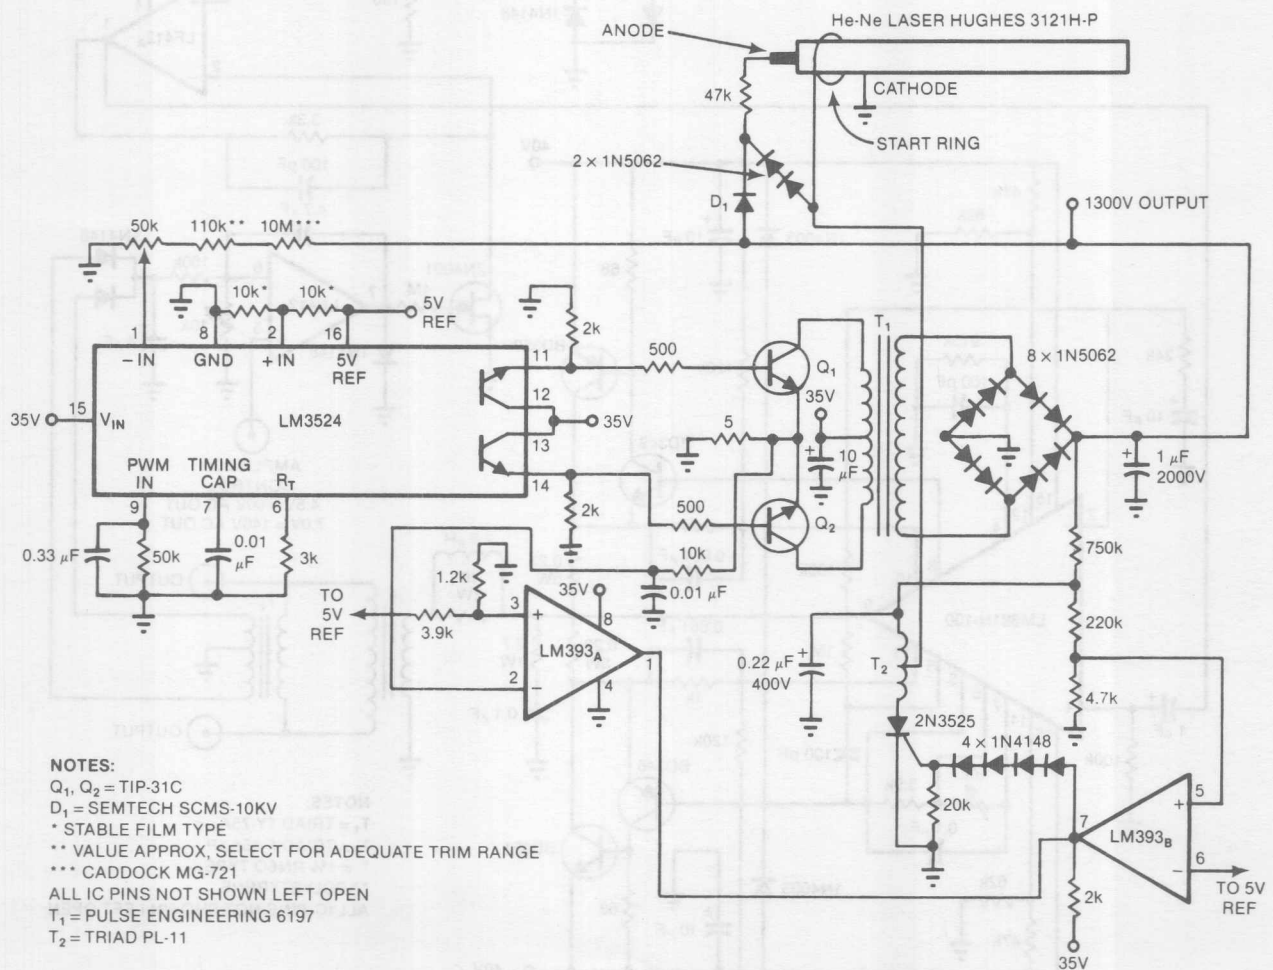 He-Ne LASER HUGHES 3121H-P
ANODE
CATHODE
47k
START RING
2 × 1N5062
D1
1300V OUTPUT
50k
110k**
10M***
10k*
10k*
5V
REF
1
8
2
16
−IN
GND
+IN
5V
REF
2k
11
500
Q1
T1
8 × 1N5062
12
35V
35V
15
VIN
LM3524
35V
13
5
10
µF
1 µF
2000V
PWM
IN
TIMING
CAP
RT
14
9
7
6
2k
500
Q2
0.33 µF
50k
0.01
µF
3k
10k
0.01 µF
750k
1.2k
TO
5V
REF
3.9k
3
+
35V
8
LM393A
1
2
−
4
220k
0.22 µF
400V
T2
4.7k
2N3525
4 × 1N4148
20k
7
5
+
LM393B
6
−
TO 5V
REF
2k
35V
NOTES:
Q1, Q2 = TIP-31C
D1 = SEMTECH SCMS-10KV
* STABLE FILM TYPE
** VALUE APPROX, SELECT FOR ADEQUATE TRIM RANGE
*** CADDOCK MG-721
ALL IC PINS NOT SHOWN LEFT OPEN
T1 = PULSE ENGINEERING 6197
T2 = TRIAD PL-11